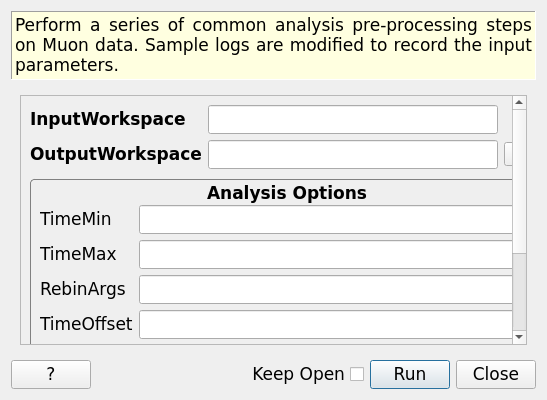 Perform a series of common analysis pre-processing steps
on Muon data. Sample logs are modified to record the input
parameters.
InputWorkspace
OutputWorkspace
Analysis Options
TimeMin
TimeMax
RebinArgs
TimeOffset
? Keep Open Run Close